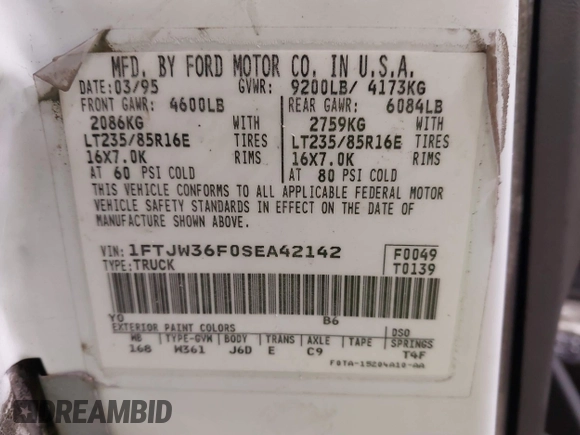 MFD. BY FORD MOTOR CO. IN U.S.A.
DATE: 03/95 GVWR: 9200LB/ 4173KG
FRONT GAWR: 4600LB REAR GAWR: 6084LB
2086KG WITH 2759KG WITH
LT235/85R16E TIRES LT235/85R16E TIRES
16X7.0K RIMS 16X7.0K RIMS
AT 60 PSI COLD AT 80 PSI COLD
THIS VEHICLE CONFORMS TO ALL APPLICABLE FEDERAL MOTOR
VEHICLE SAFETY STANDARDS IN EFFECT ON THE DATE OF
MANUFACTURE SHOWN ABOVE.
VIN: 1FTJW36F0SEA42142 F0049
TYPE: TRUCK T0139
YO B6
EXTERIOR PAINT COLORS DSO
WB TYPE-GVW BODY TRANS AXLE TAPE SPRINGS
168 W361 J6D E C9 T4F
F0TA-15204A10-AA
DREAMBID